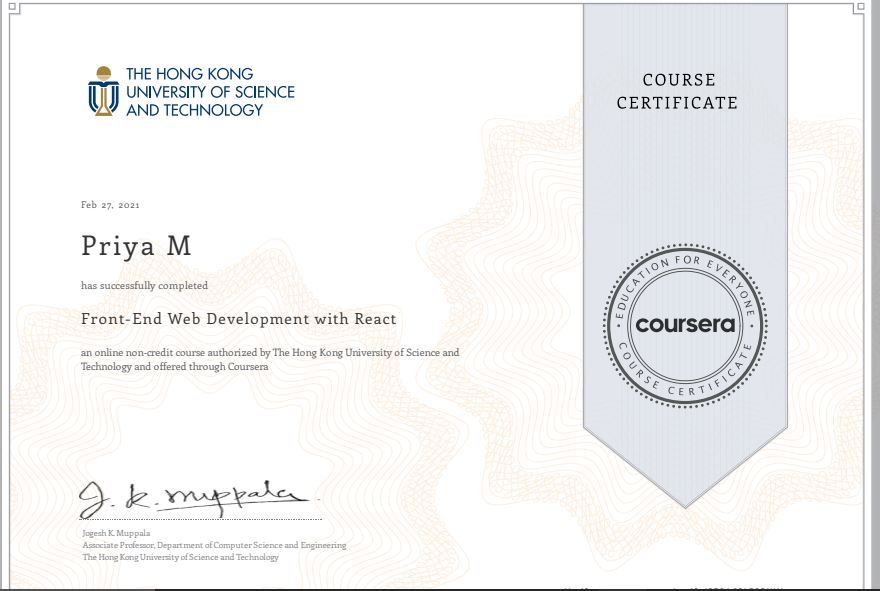 THE HONG KONG
UNIVERSITY OF SCIENCE
AND TECHNOLOGY
COURSE
CERTIFICATE
Feb 27, 2021
Priya M
has successfully completed
Front-End Web Development with React
an online non-credit course authorized by The Hong Kong University of Science and
Technology and offered through Coursera
EDUCATION FOR EVERYONE
coursera
COURSE CERTIFICATE
J. K. Muppala
Jogesh K. Muppala
Associate Professor, Department of Computer Science and Engineering
The Hong Kong University of Science and Technology